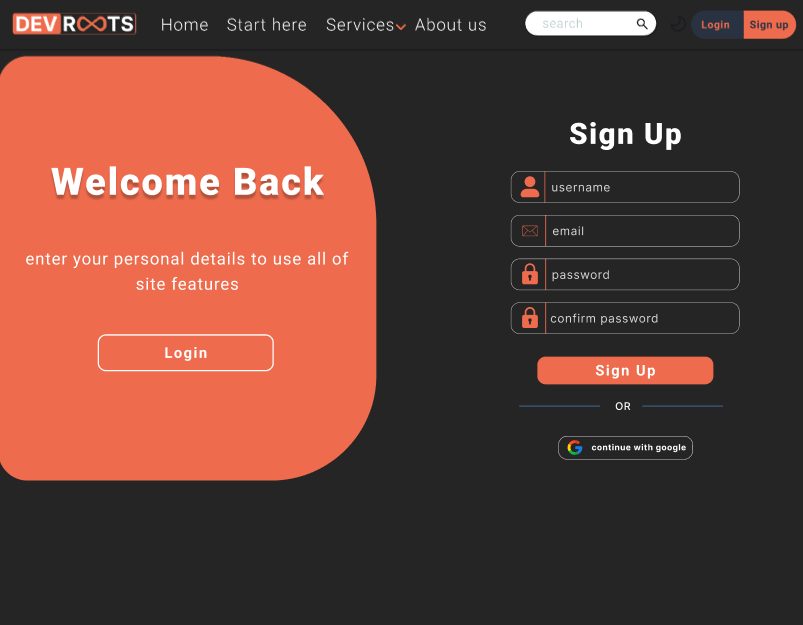 DEVROOTS
Home Start here Services About us search Login Sign up
Welcome Back
enter your personal details to use all of
site features
Login
Sign Up
username
email
password
confirm password
Sign Up
OR
continue with google